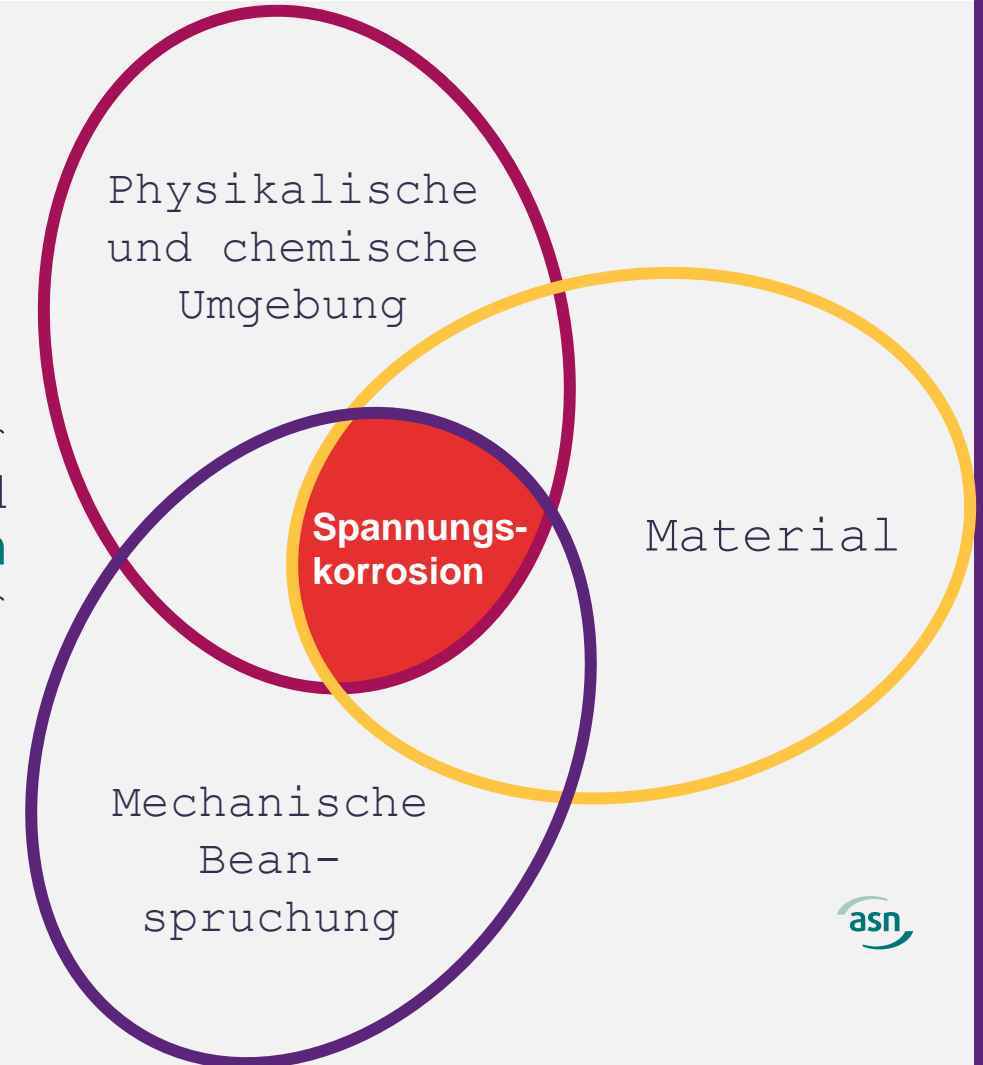 Physikalische
und chemische
Umgebung
Spannungs-
korrosion
Material
Mechanische
Bean-
spruchung
asn